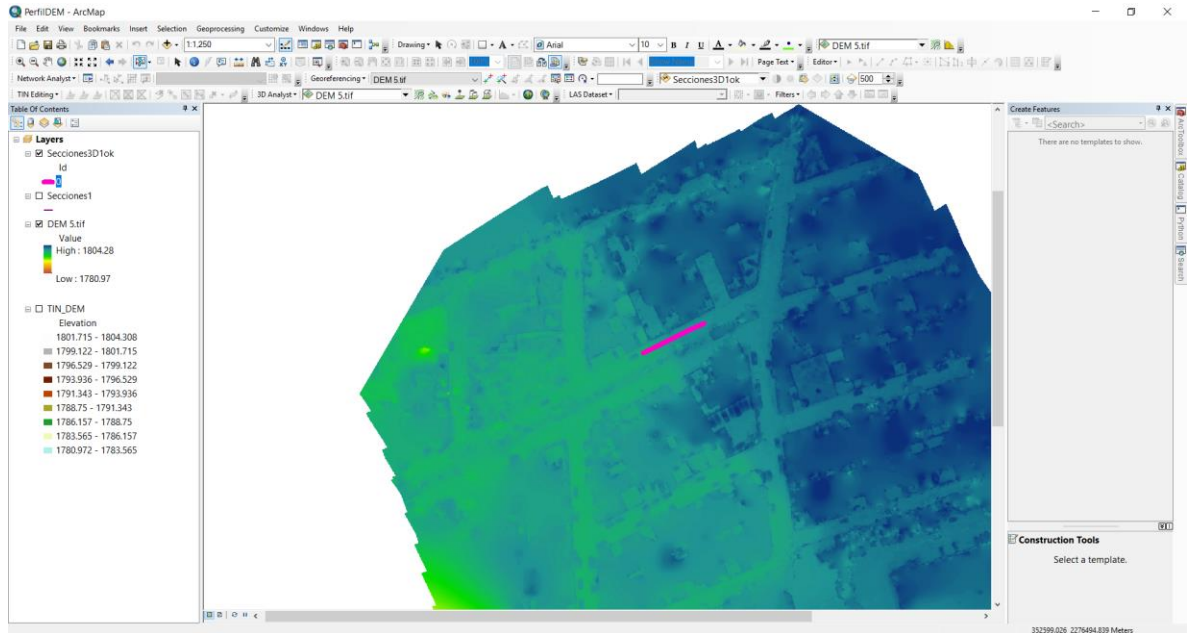 PerfilDEM - ArcMap
File Edit View Bookmarks Insert Selection Geoprocessing Customize Windows Help
1:1,250 Drawing A Arial 10 B I U A DEM 5.tif
Page Text Editor
Network Analyst Georeferencing DEM 5.tif Secciones3D1ok 500
TIN Editing 3D Analyst DEM 5.tif LAS Dataset Filters
Table Of Contents
Layers
Secciones3D1ok
Id
0
Secciones1
DEM 5.tif
Value
High : 1804.28
Low : 1780.97
TIN_DEM
Elevation
1801.715 - 1804.308
1799.122 - 1801.715
1796.529 - 1799.122
1793.936 - 1796.529
1791.343 - 1793.936
1788.75 - 1791.343
1786.157 - 1788.75
1783.565 - 1786.157
1780.972 - 1783.565
Create Features
<Search>
There are no templates to show.
ArcToolbox
Catalog
Python
Search
Construction Tools
Select a template.
352599.026 2276494.839 Meters